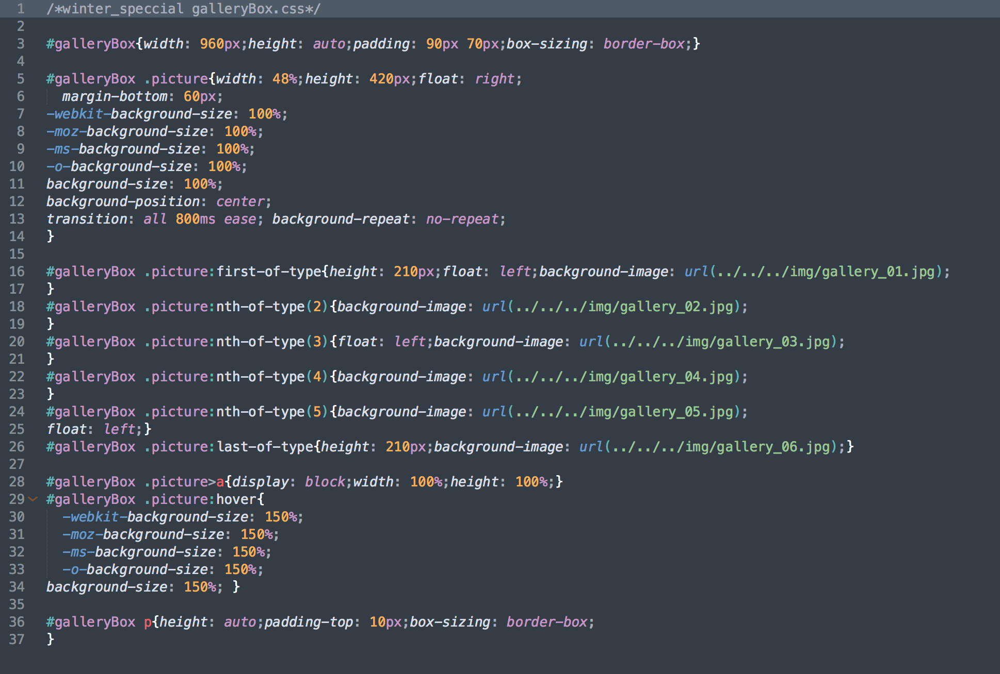 1 /*winter_speccial galleryBox.css*/
2
3 #galleryBox{width: 960px;height: auto;padding: 90px 70px;box-sizing: border-box;}
4
5 #galleryBox .picture{width: 48%;height: 420px;float: right;
6 margin-bottom: 60px;
7 -webkit-background-size: 100%;
8 -moz-background-size: 100%;
9 -ms-background-size: 100%;
10 -o-background-size: 100%;
11 background-size: 100%;
12 background-position: center;
13 transition: all 800ms ease; background-repeat: no-repeat;
14 }
15
16 #galleryBox .picture:first-of-type{height: 210px;float: left;background-image: url(../../../img/gallery_01.jpg);
17 }
18 #galleryBox .picture:nth-of-type(2){background-image: url(../../../img/gallery_02.jpg);
19 }
20 #galleryBox .picture:nth-of-type(3){float: left;background-image: url(../../../img/gallery_03.jpg);
21 }
22 #galleryBox .picture:nth-of-type(4){background-image: url(../../../img/gallery_04.jpg);
23 }
24 #galleryBox .picture:nth-of-type(5){background-image: url(../../../img/gallery_05.jpg);
25 float: left;}
26 #galleryBox .picture:last-of-type{height: 210px;background-image: url(../../../img/gallery_06.jpg);}
27
28 #galleryBox .picture>a{display: block;width: 100%;height: 100%;}
29 #galleryBox .picture:hover{
30 -webkit-background-size: 150%;
31 -moz-background-size: 150%;
32 -ms-background-size: 150%;
33 -o-background-size: 150%;
34 background-size: 150%; }
35
36 #galleryBox p{height: auto;padding-top: 10px;box-sizing: border-box;
37 }